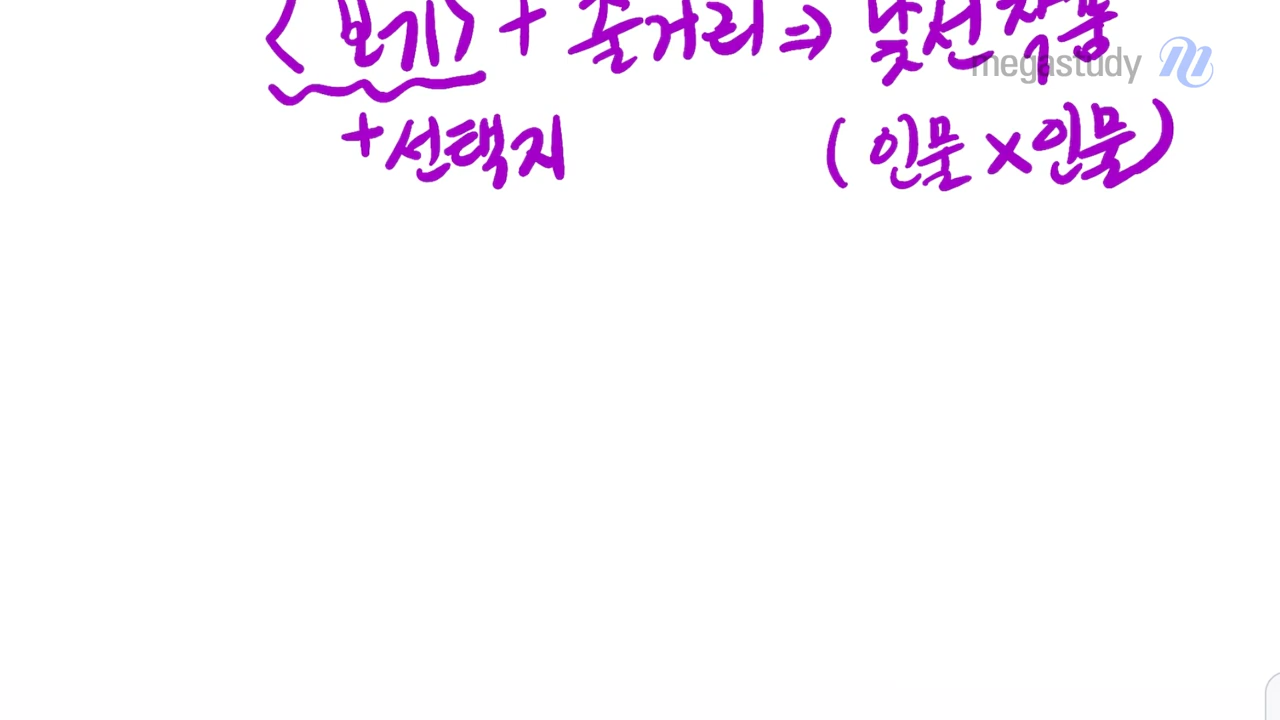 <보기> + 줄거리 ⇒ 낯선 작품
megastudy
+선택지 (인물 × 인물)